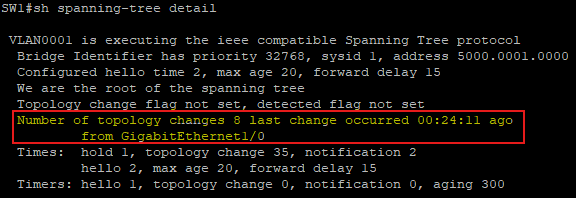 SW1#sh spanning-tree detail
VLAN0001 is executing the ieee compatible Spanning Tree protocol
Bridge Identifier has priority 32768, sysid 1, address 5000.0001.0000
Configured hello time 2, max age 20, forward delay 15
We are the root of the spanning tree
Topology change flag not set, detected flag not set
Number of topology changes 8 last change occurred 00:24:11 ago
from GigabitEthernet1/0
Times: hold 1, topology change 35, notification 2
hello 2, max age 20, forward delay 15
Timers: hello 1, topology change 0, notification 0, aging 300